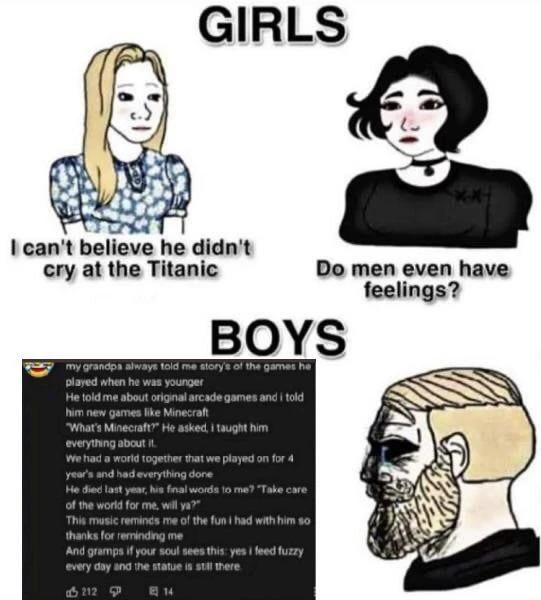 GIRLS
I can't believe he didn't
cry at the Titanic
Do men even have
feelings?
BOYS
my grandpa always told me story's of the games he
played when he was younger
He told me about original arcade games and i told
him new games like Minecraft
"What's Minecraft?" He asked, i taught him
everything about it.
We had a world together that we played on for 4
year's and had everything done
He died last year, his final words to me? "Take care
of the world for me, will ya?"
This music reminds me of the fun i had with him so
thanks for reminding me
And gramps if your soul sees this: yes i feed fuzzy
every day and the statue is still there
212 14